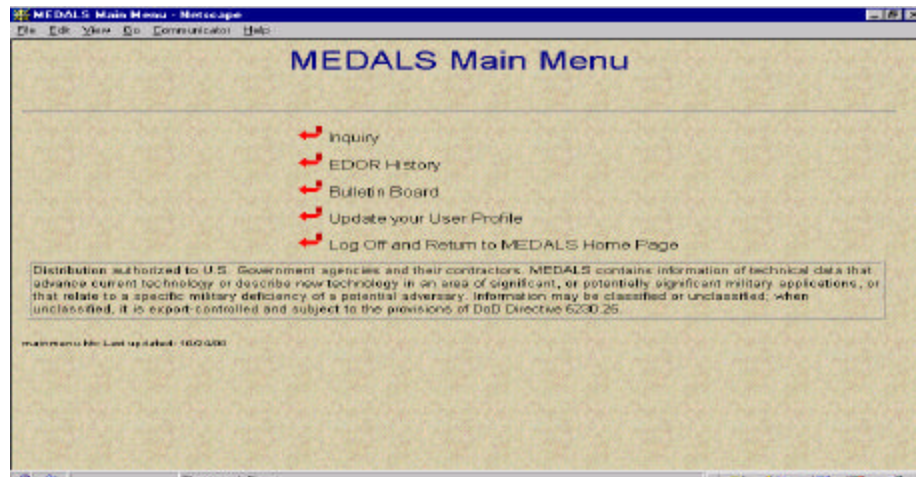 MEDALS Main Menu - Netscape
File Edit View Go Communicator Help
MEDALS Main Menu
Inquiry
EDOR History
Bulletin Board
Update your User Profile
Log Off and Return to MEDALS Home Page
Distribution authorized to U.S. Government agencies and their contractors. MEDALS contains information of technical data that
advance current technology or describe new technology in an area of significant, or potentially significant military applications, or
that relate to a specific military deficiency of a potential adversary. Information may be classified or unclassified; when
unclassified, it is export-controlled and subject to the provisions of DoD Directive
Last updated: